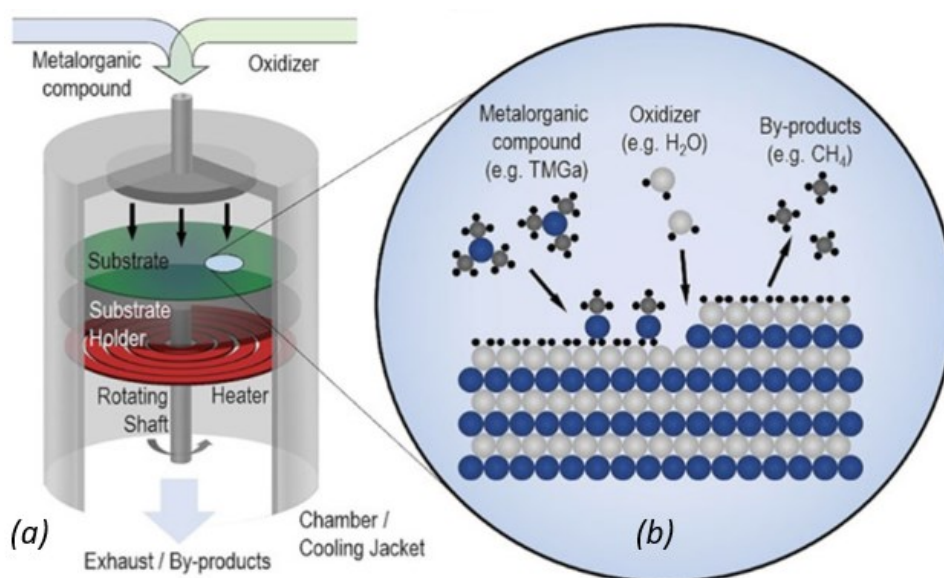 Metalorganic
compound
Oxidizer
Substrate
Substrate
Holder
Rotating
Shaft
Heater
(a)
Chamber /
Cooling Jacket
Exhaust / By-products
Metalorganic
compound
(e.g. TMGa)
Oxidizer
(e.g. H₂O)
By-products
(e.g. CH₄)
(b)